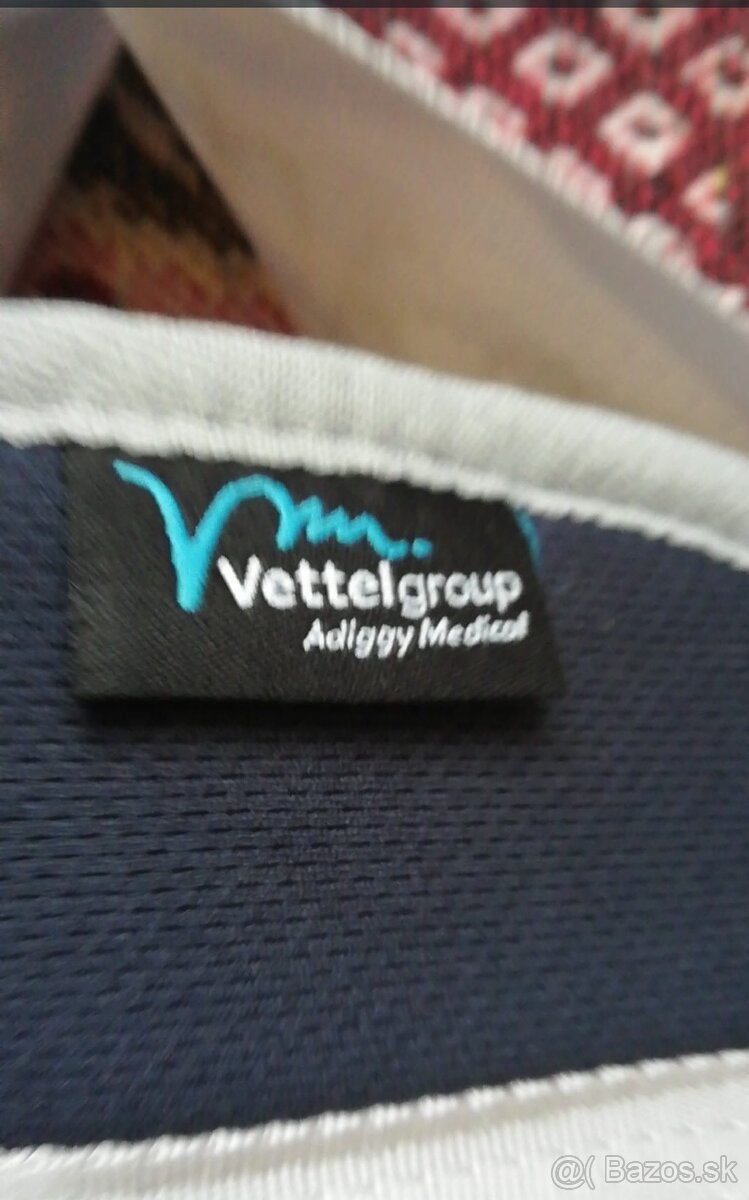 Vettelgroup
Adiggy Medical
@( Bazos.sk